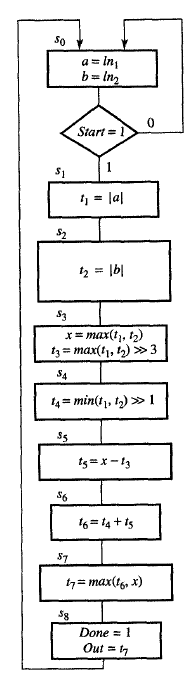 s₀
a = ln₁
b = ln₂
Start = 1
0
1
s₁
t₁ = |a|
s₂
t₂ = |b|
s₃
x = max(t₁, t₂)
t₃ = max(t₁, t₂) ≫ 3
s₄
t₄ = min(t₁, t₂) ≫ 1
s₅
t₅ = x − t₃
s₆
t₆ = t₄ + t₅
s₇
t₇ = max(t₆, x)
s₈
Done = 1
Out = t₇